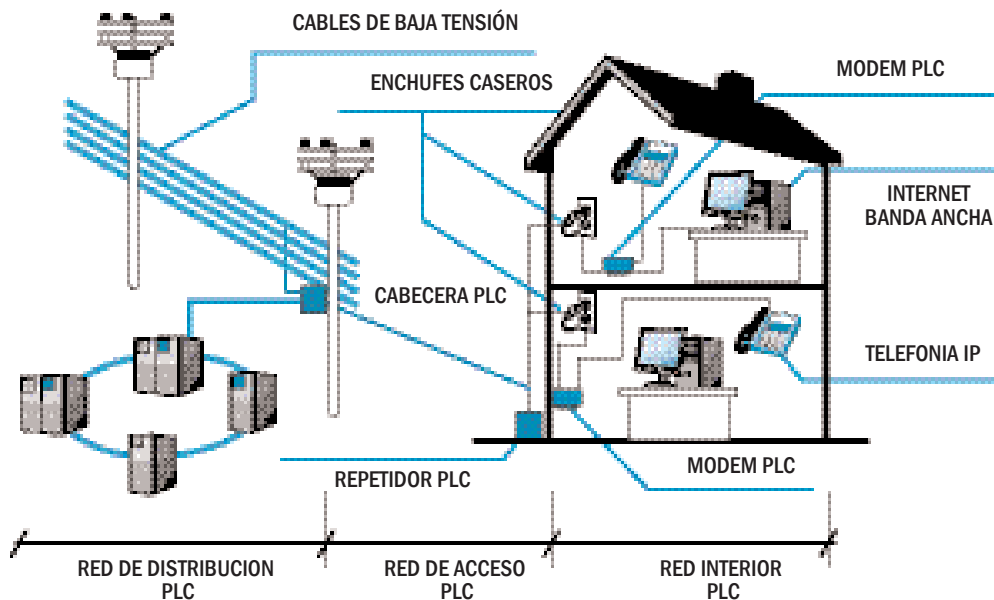 CABLES DE BAJA TENSIÓN
ENCHUFES CASEROS
MODEM PLC
INTERNET
BANDA ANCHA
CABECERA PLC
TELEFONIA IP
REPETIDOR PLC
MODEM PLC
RED DE DISTRIBUCION
PLC
RED DE ACCESO
PLC
RED INTERIOR
PLC